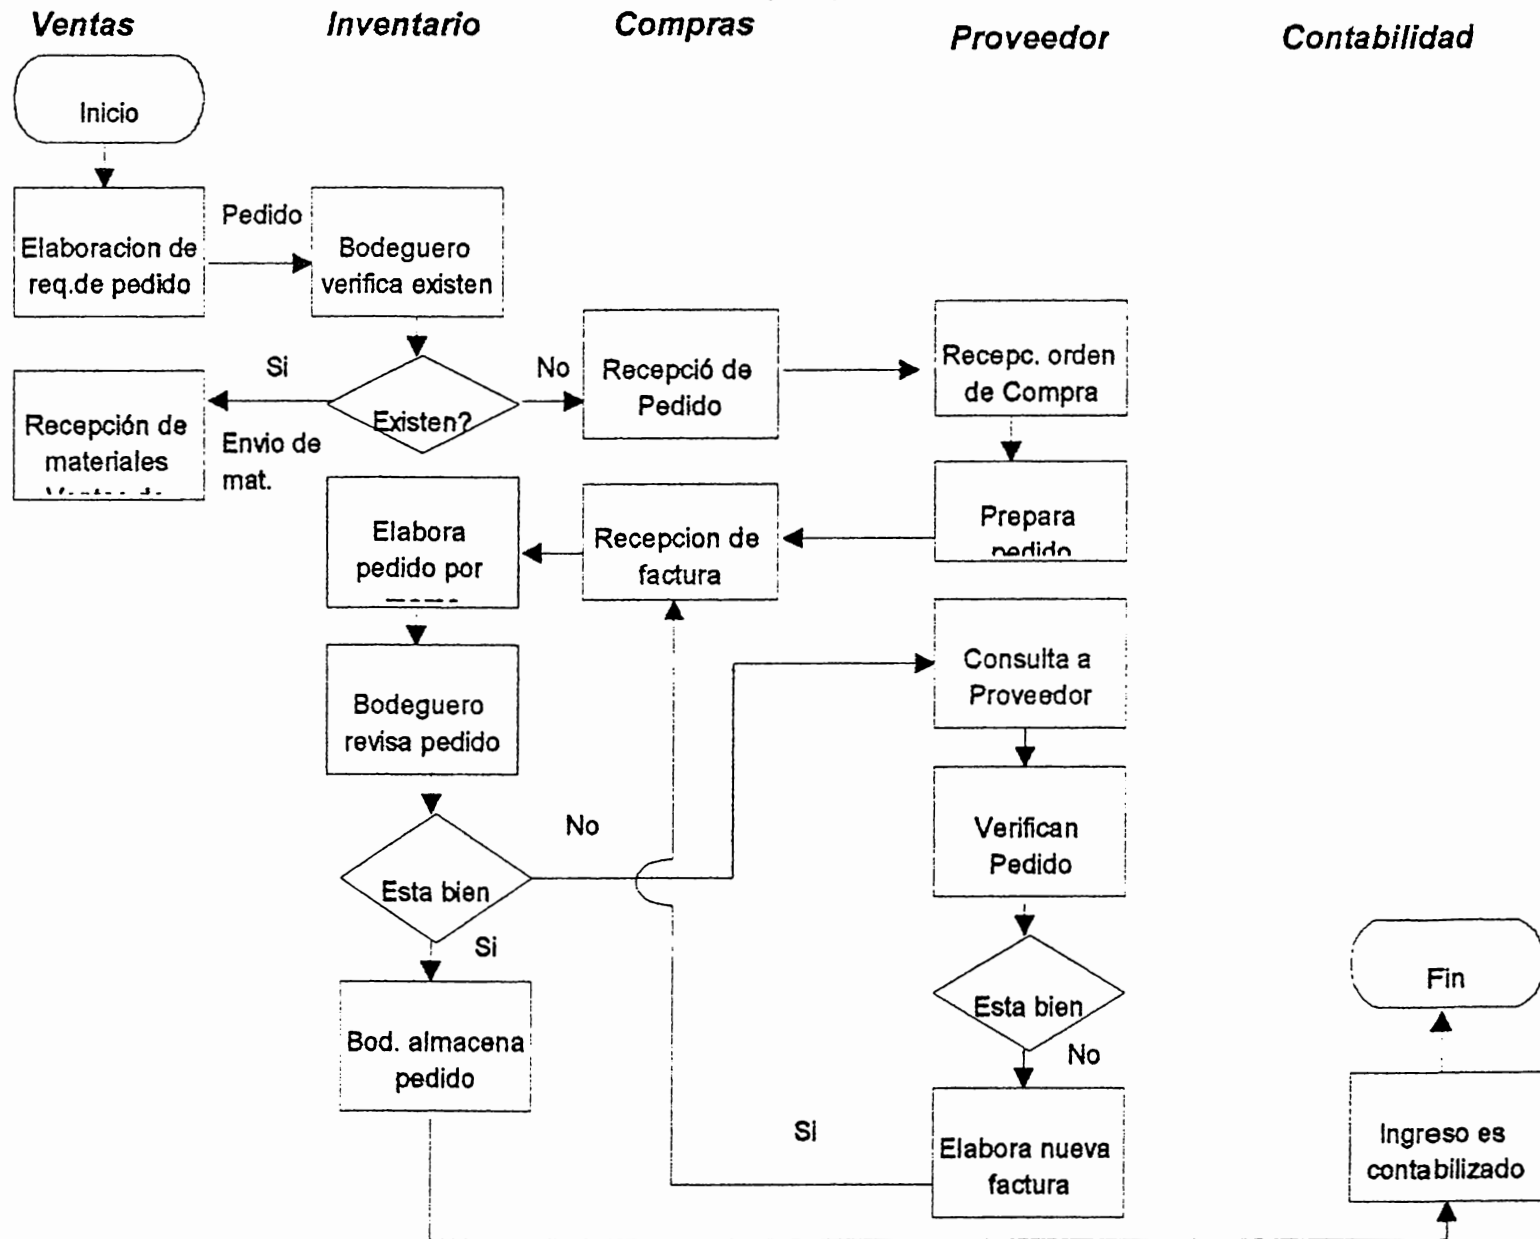 Ventas
Inventario
Compras
Proveedor
Contabilidad
Inicio
Elaboracion de
req.de pedido
Pedido
Bodeguero
verifica existen
Si
Existen?
No
Envio de
mat.
Recepción de
materiales
Recepció de
Pedido
Recepc. orden
de Compra
Prepara
pedido
Recepcion de
factura
Elabora
pedido por
Bodeguero
revisa pedido
Consulta a
Proveedor
Verifican
Pedido
Esta bien
No
Si
Bod. almacena
pedido
Esta bien
No
Elabora nueva
factura
Si
Fin
Ingreso es
contabilizado